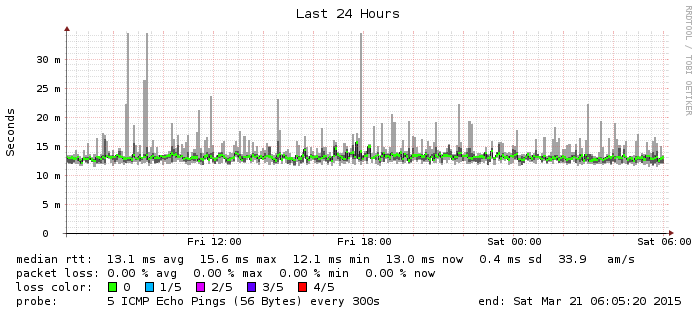 Last 24 Hours
RRDTOOL / TOBI OETIKER
Seconds
30 m
25 m
20 m
15 m
10 m
5 m
0
Fri 12:00 Fri 18:00 Sat 00:00 Sat 06:00
median rtt: 13.1 ms avg 15.6 ms max 12.1 ms min 13.0 ms now 0.4 ms sd 33.9 am/s
packet loss: 0.00 % avg 0.00 % max 0.00 % min 0.00 % now
loss color: 0 1/5 2/5 3/5 4/5
probe: 5 ICMP Echo Pings (56 Bytes) every 300s end: Sat Mar 21 06:05:20 2015